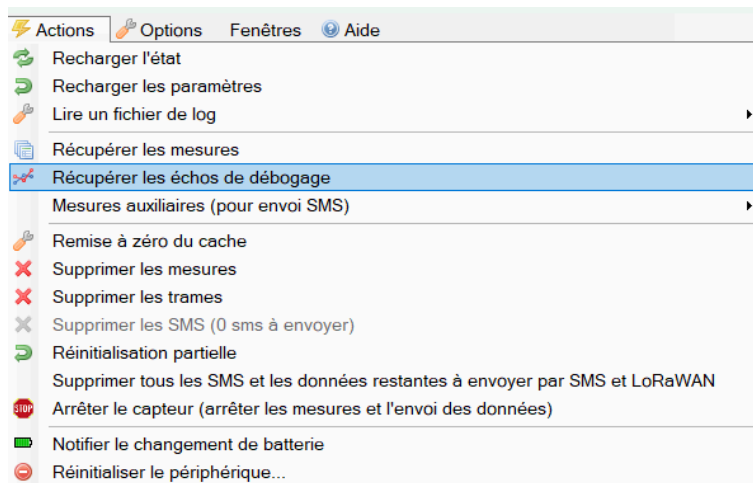 Actions Options Fenêtres Aide
Recharger l'état
Recharger les paramètres
Lire un fichier de log
Récupérer les mesures
Récupérer les échos de débogage
Mesures auxiliaires (pour envoi SMS)
Remise à zéro du cache
Supprimer les mesures
Supprimer les trames
Supprimer les SMS (0 sms à envoyer)
Réinitialisation partielle
Supprimer tous les SMS et les données restantes à envoyer par SMS et LoRaWAN
STOP Arrêter le capteur (arrêter les mesures et l'envoi des données)
Notifier le changement de batterie
Réinitialiser le périphérique...